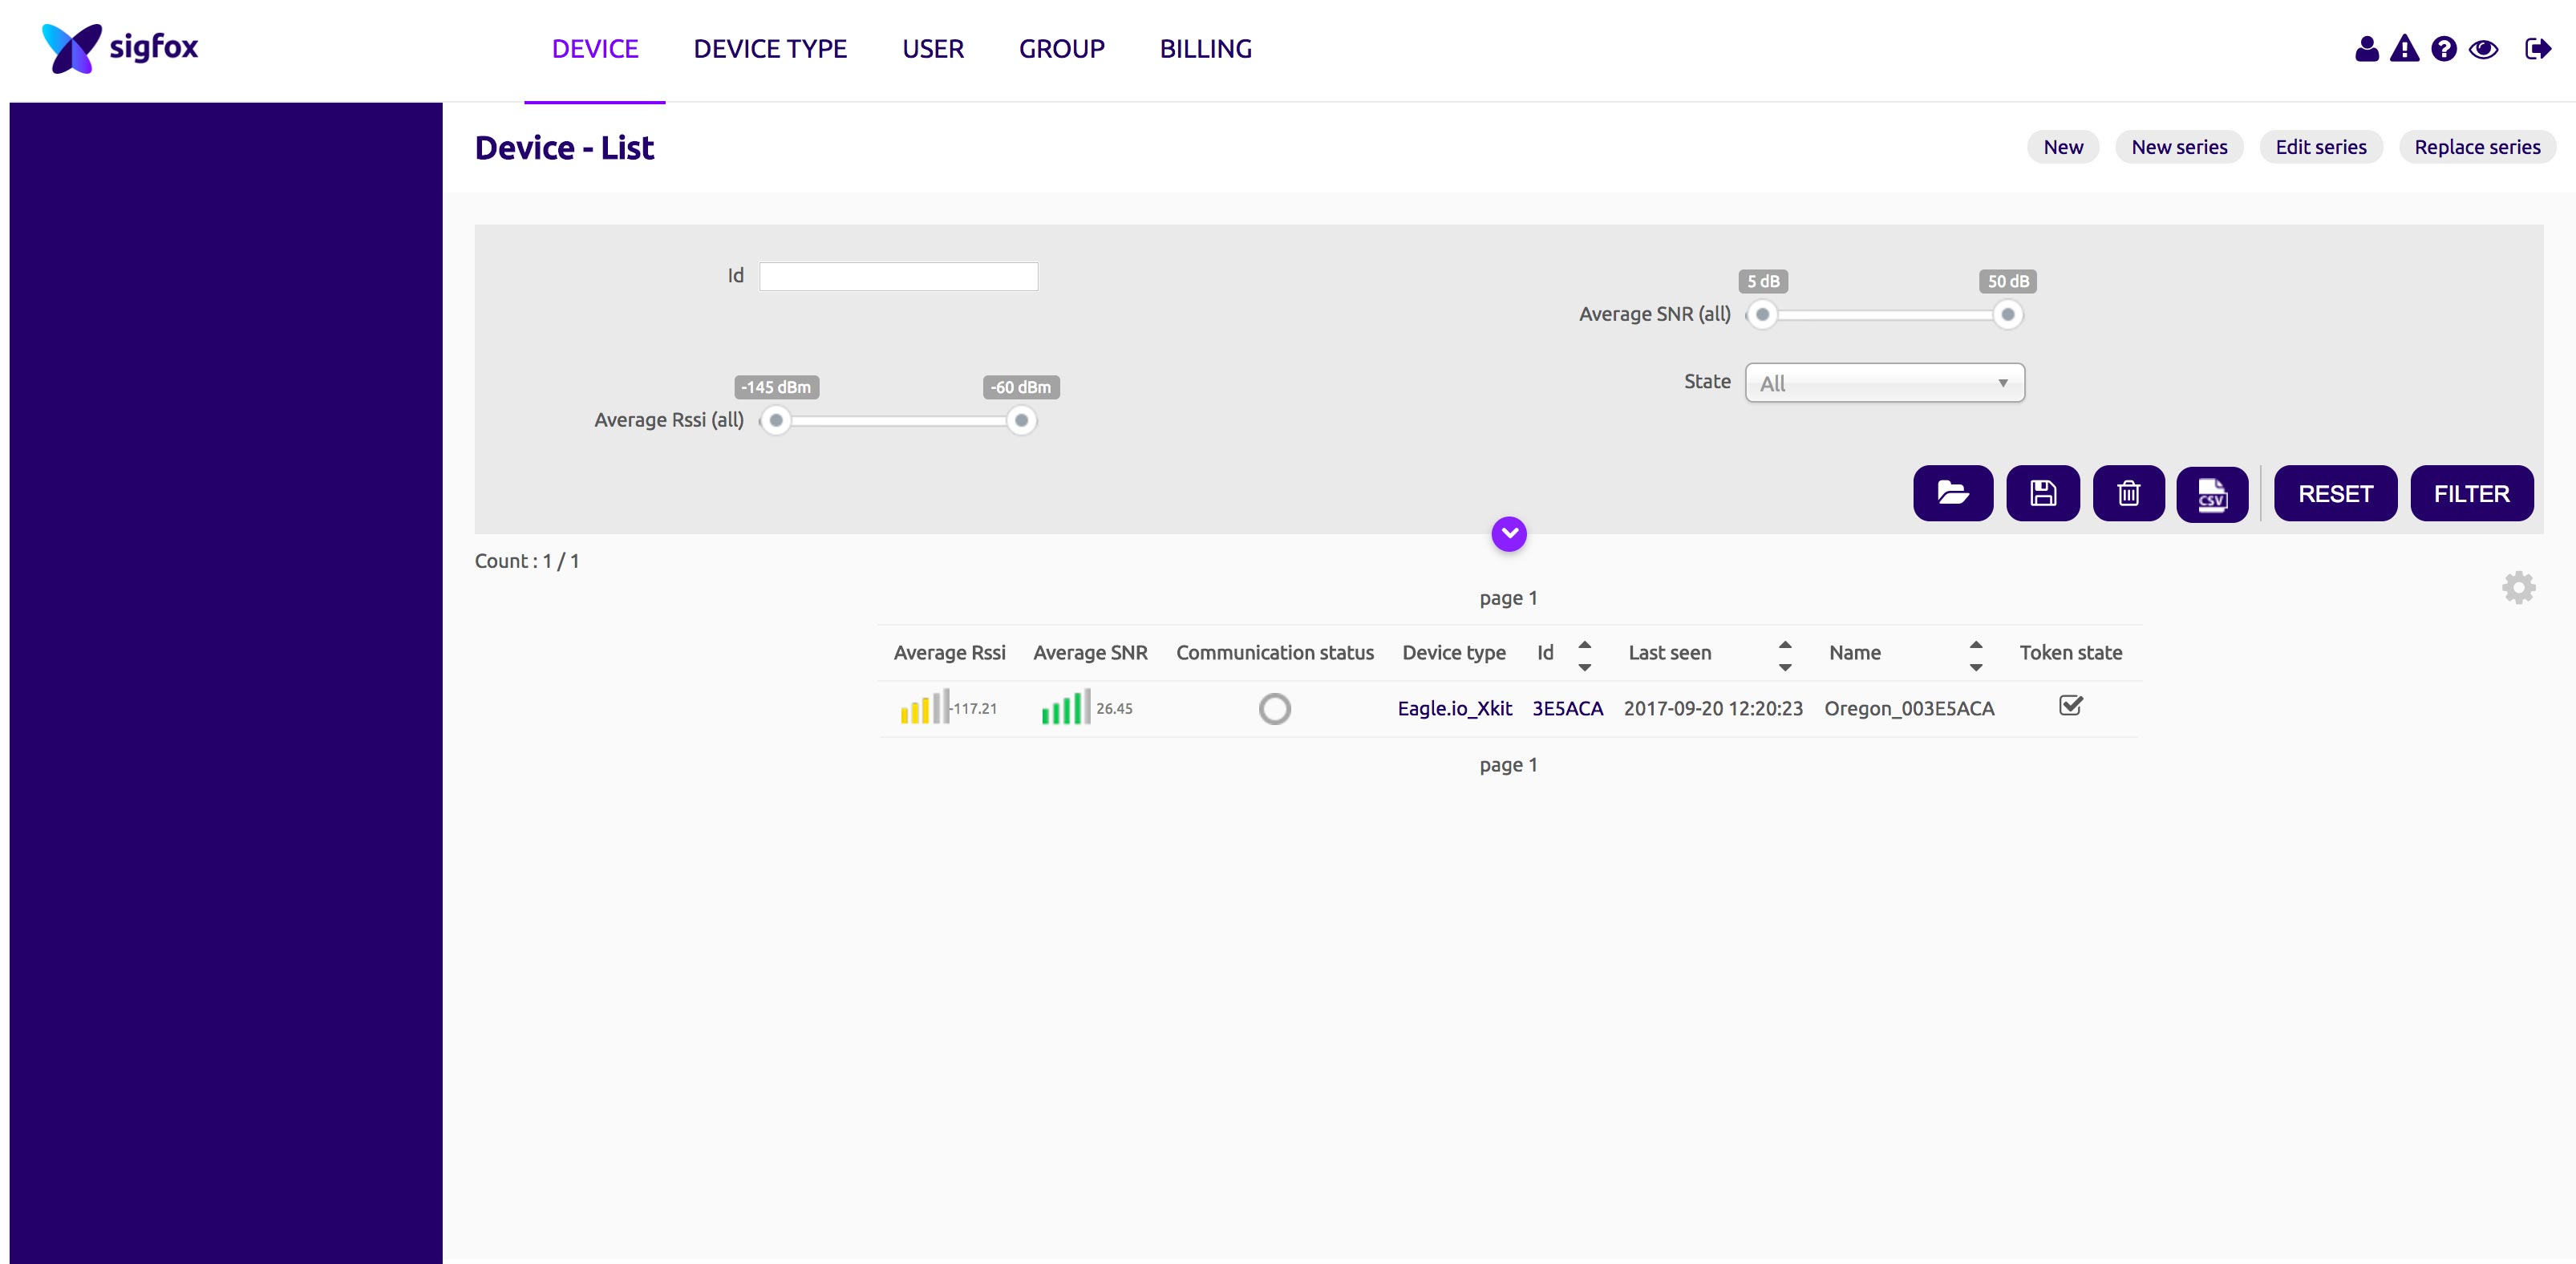 sigfox
DEVICE DEVICE TYPE USER GROUP BILLING
Device - List
New New series Edit series Replace series
Id
5 dB 50 dB
Average SNR (all)
State All
-145 dBm -60 dBm
Average Rssi (all)
CSV RESET FILTER
Count : 1 / 1
page 1
Average Rssi Average SNR Communication status Device type Id Last seen Name Token state
-117.21 26.45 Eagle.io_Xkit 3E5ACA 2017-09-20 12:20:23 Oregon_003E5ACA
page 1